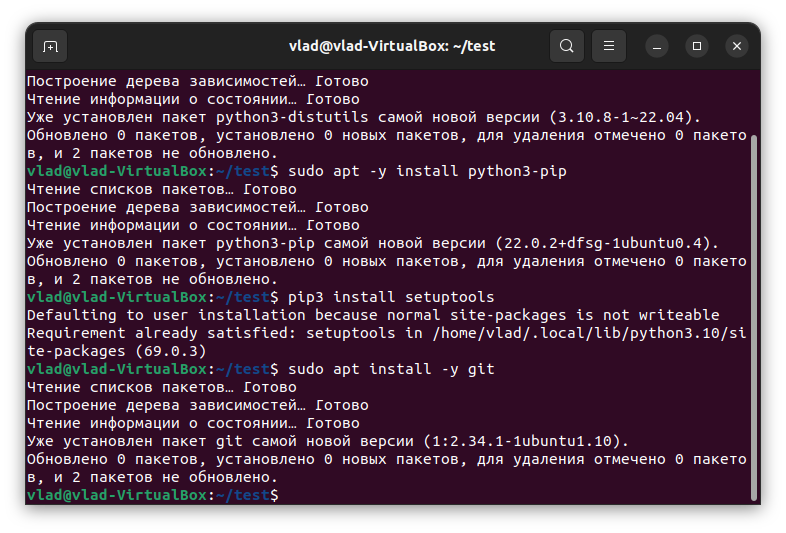 vlad@vlad-VirtualBox: ~/test
Построение дерева зависимостей… Готово
Чтение информации о состоянии… Готово
Уже установлен пакет python3-distutils самой новой версии (3.10.8-1~22.04).
Обновлено 0 пакетов, установлено 0 новых пакетов, для удаления отмечено 0 пакето
в, и 2 пакетов не обновлено.
vlad@vlad-VirtualBox:~/test$ sudo apt -y install python3-pip
Чтение списков пакетов… Готово
Построение дерева зависимостей… Готово
Чтение информации о состоянии… Готово
Уже установлен пакет python3-pip самой новой версии (22.0.2+dfsg-1ubuntu0.4).
Обновлено 0 пакетов, установлено 0 новых пакетов, для удаления отмечено 0 пакето
в, и 2 пакетов не обновлено.
vlad@vlad-VirtualBox:~/test$ pip3 install setuptools
Defaulting to user installation because normal site-packages is not writeable
Requirement already satisfied: setuptools in /home/vlad/.local/lib/python3.10/si
te-packages (69.0.3)
vlad@vlad-VirtualBox:~/test$ sudo apt install -y git
Чтение списков пакетов… Готово
Построение дерева зависимостей… Готово
Чтение информации о состоянии… Готово
Уже установлен пакет git самой новой версии (1:2.34.1-1ubuntu1.10).
Обновлено 0 пакетов, установлено 0 новых пакетов, для удаления отмечено 0 пакето
в, и 2 пакетов не обновлено.
vlad@vlad-VirtualBox:~/test$